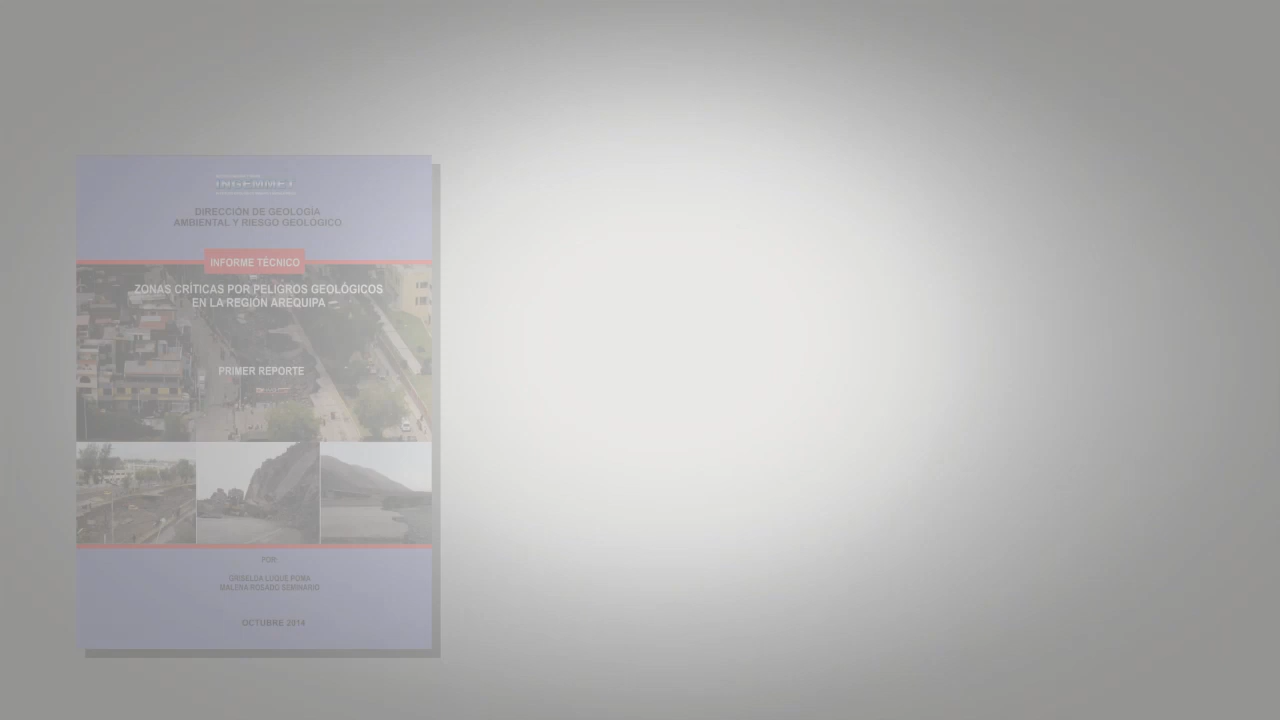 INGEMMET
DIRECCIÓN DE GEOLOGÍA
AMBIENTAL Y RIESGO GEOLÓGICO
INFORME TÉCNICO
ZONAS CRÍTICAS POR PELIGROS GEOLÓGICOS
EN LA REGIÓN AREQUIPA
PRIMER REPORTE
POR:
GRISELDA LUQUE POMA
MALENA ROSADO SEMINARIO
OCTUBRE 2014